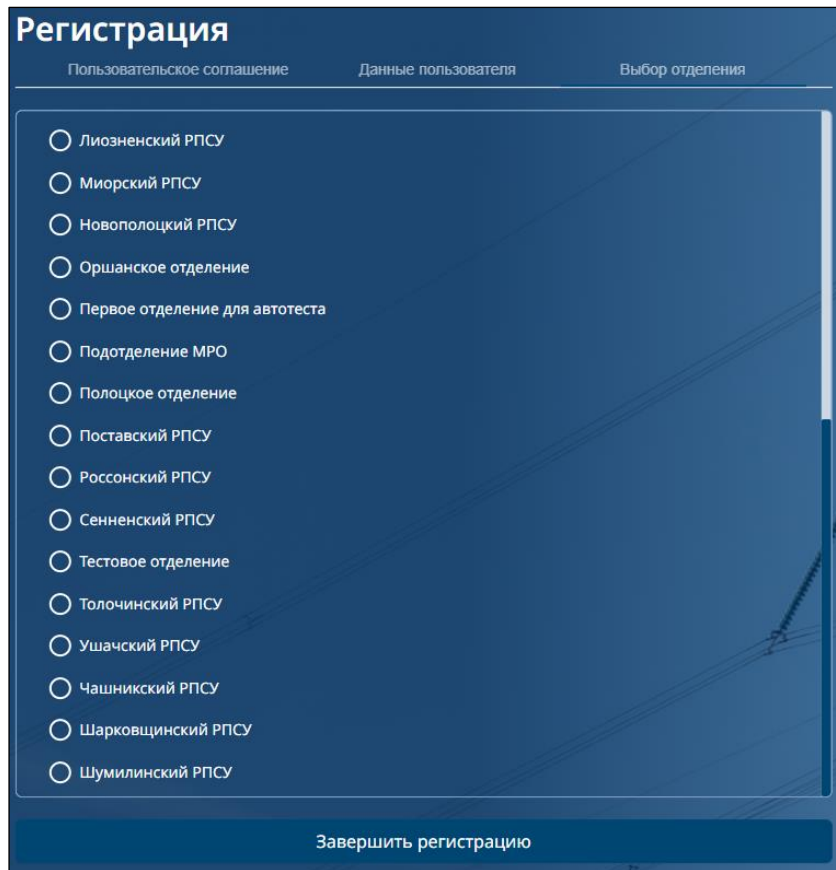 Регистрация
Пользовательское соглашение Данные пользователя Выбор отделения
Лиозненский РПСУ
Миорский РПСУ
Новополоцкий РПСУ
Оршанское отделение
Первое отделение для автотеста
Подотделение МРО
Полоцкое отделение
Поставский РПСУ
Россонский РПСУ
Сенненский РПСУ
Тестовое отделение
Толочинский РПСУ
Ушачский РПСУ
Чашникский РПСУ
Шарковщинский РПСУ
Шумилинский РПСУ
Завершить регистрацию